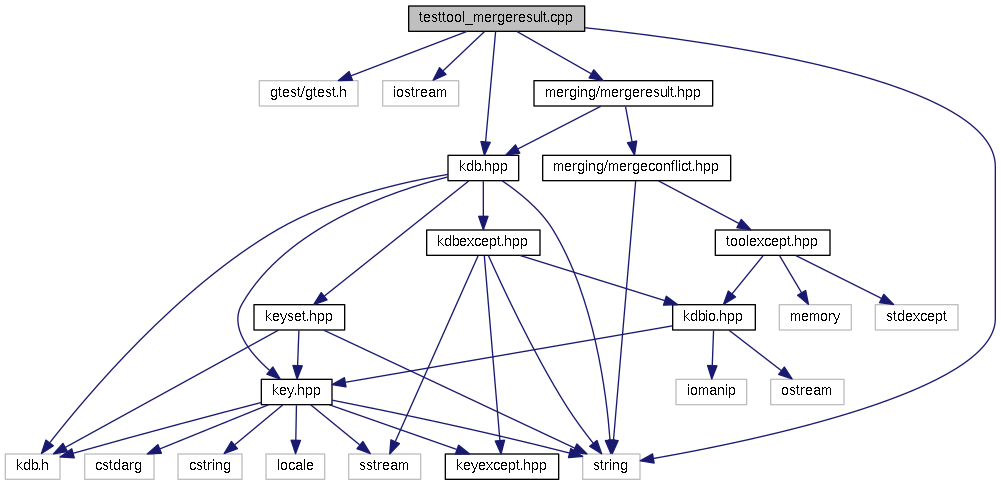 testtool_mergeresult.cpp
gtest/gtest.h
iostream
merging/mergeresult.hpp
kdb.hpp
merging/mergeconflict.hpp
kdbexcept.hpp
toolexcept.hpp
keyset.hpp
kdbio.hpp
memory
stdexcept
key.hpp
iomanip
ostream
kdb.h
cstdarg
cstring
locale
sstream
keyexcept.hpp
string